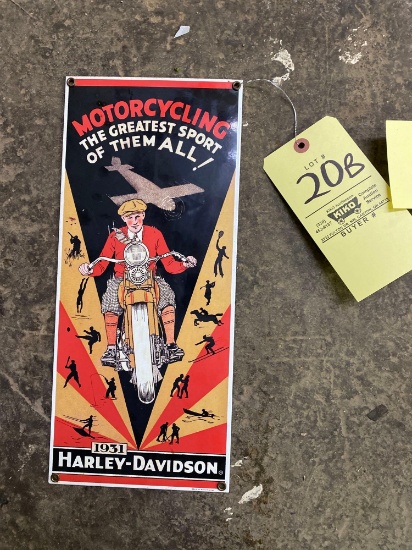 MOTORCYCLING
THE GREATEST SPORT
OF THEM ALL!
1931
HARLEY-DAVIDSON
LOT #
20B
KIKO
BUYER #